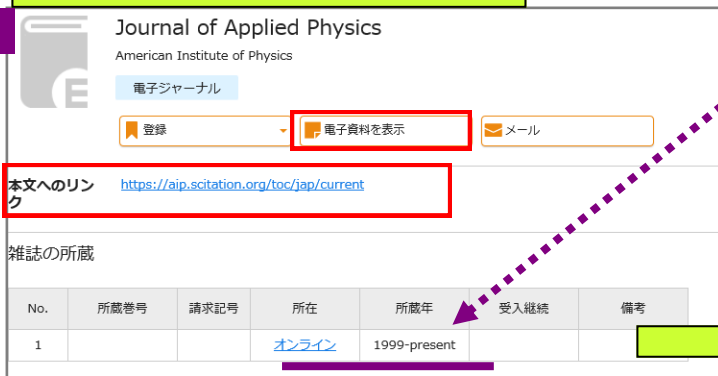 Journal of Applied Physics
American Institute of Physics
E
電子ジャーナル
登録
電子資料を表示
メール
本文へのリン
ク
https://aip.scitation.org/toc/jap/current
雑誌の所蔵
No. 所蔵巻号 請求記号 所在 所蔵年 受入継続 備考
1 オンライン 1999-present